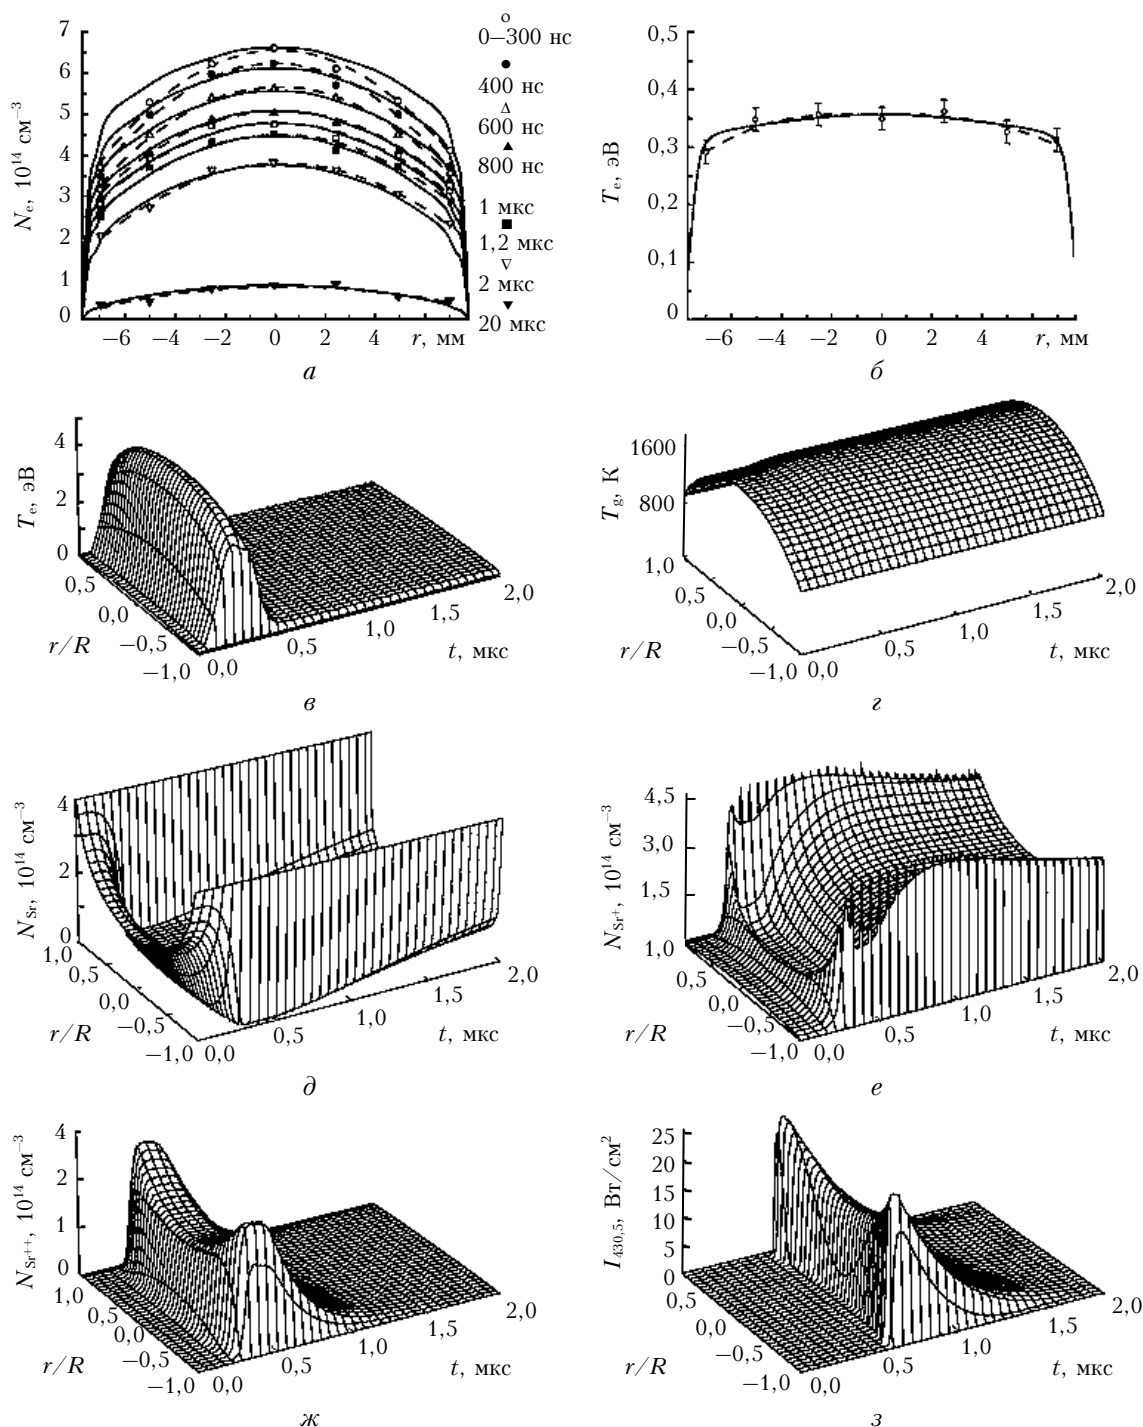 7
6
5
4
3
2
1
0
N_e, 10^14 см^−3
−6 −4 −2 0 2 4 r, мм
0−300 нс
400 нс
600 нс
800 нс
1 мкс
1,2 мкс
2 мкс
20 мкс
а
0,5
0,4
0,3
0,2
0,1
0
T_e, эВ
−6 −4 −2 0 2 4 r, мм
б
4
2
0
T_e, эВ
0,5
0,0
−0,5
−1,0
r/R
0,0
0,5
1,0
1,5
2,0
t, мкс
в
1600
800
T_g, К
1,0
0,5
0,0
−0,5
−1,0
r/R
0,0
0,5
1,0
1,5
2,0
t, мкс
г
4
2
0
N_Sr, 10^14 см^−3
1,0
0,5
0,0
−0,5
−1,0
r/R
0,0
0,5
1,0
1,5
2,0
t, мкс
д
4,5
3,0
1,5
N_Sr+, 10^14 см^−3
1,0
0,5
0,0
−0,5
−1,0
r/R
0,0
0,5
1,0
1,5
2,0
t, мкс
е
4
2
1
0
N_Sr++, 10^14 см^−3
1,0
0,5
0,0
−0,5
−1,0
r/R
0,0
0,5
1,0
1,5
2,0
t, мкс
ж
25
20
15
10
5
0
I_430,5, Вт/см^2
0,5
0,0
−0,5
−1,0
r/R
0,0
0,5
1,0
1,5
2,0
t, мкс
з